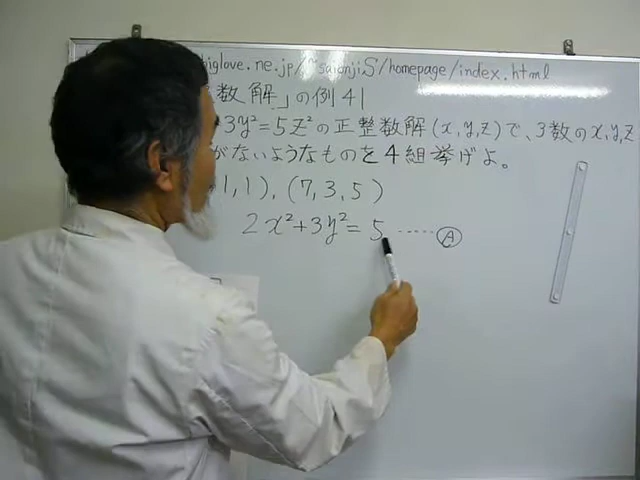 biglove.ne.jp/~saionjiS/homepage/index.html
数解」の例41
3y²=5z²の正整数解(x,y,z)で、3数のx,y,z
がないようなものを4組挙げよ。
1,1), (7,3,5)
2x²+3y²=5 ……Ⓐ